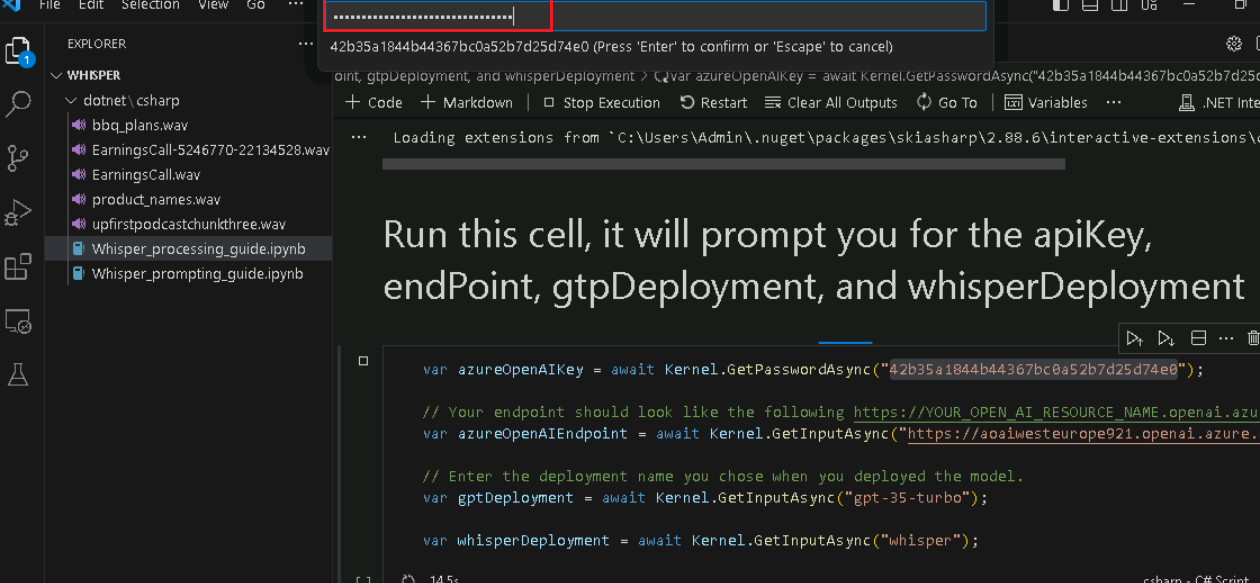 File Edit Selection View Go ···
•••••••••••••••••••••••••••••••••
42b35a1844b44367bc0a52b7d25d74e0 (Press 'Enter' to confirm or 'Escape' to cancel)
1
EXPLORER ···
WHISPER
dotnet\csharp
bbq_plans.wav
EarningsCall-5246770-22134528.wav
EarningsCall.wav
product_names.wav
upfirstpodcastchunkthree.wav
Whisper_processing_guide.ipynb
Whisper_prompting_guide.ipynb
oint, gtpDeployment, and whisperDeployment > var azureOpenAIKey = await Kernel.GetPasswordAsync("42b35a1844b44367bc0a52b7d25
+ Code + Markdown Stop Execution Restart Clear All Outputs Go To Variables ··· .NET Inte
··· Loading extensions from `C:\Users\Admin\.nuget\packages\skiasharp\2.88.6\interactive-extensions\
Run this cell, it will prompt you for the apiKey,
endPoint, gtpDeployment, and whisperDeployment
var azureOpenAIKey = await Kernel.GetPasswordAsync("42b35a1844b44367bc0a52b7d25d74e0");
// Your endpoint should look like the following https://YOUR_OPEN_AI_RESOURCE_NAME.openai.azu
var azureOpenAIEndpoint = await Kernel.GetInputAsync("https://aoaiwesteurope921.openai.azure.
// Enter the deployment name you chose when you deployed the model.
var gptDeployment = await Kernel.GetInputAsync("gpt-35-turbo");
var whisperDeployment = await Kernel.GetInputAsync("whisper");
[ ] 14.5s csharp - C# Script